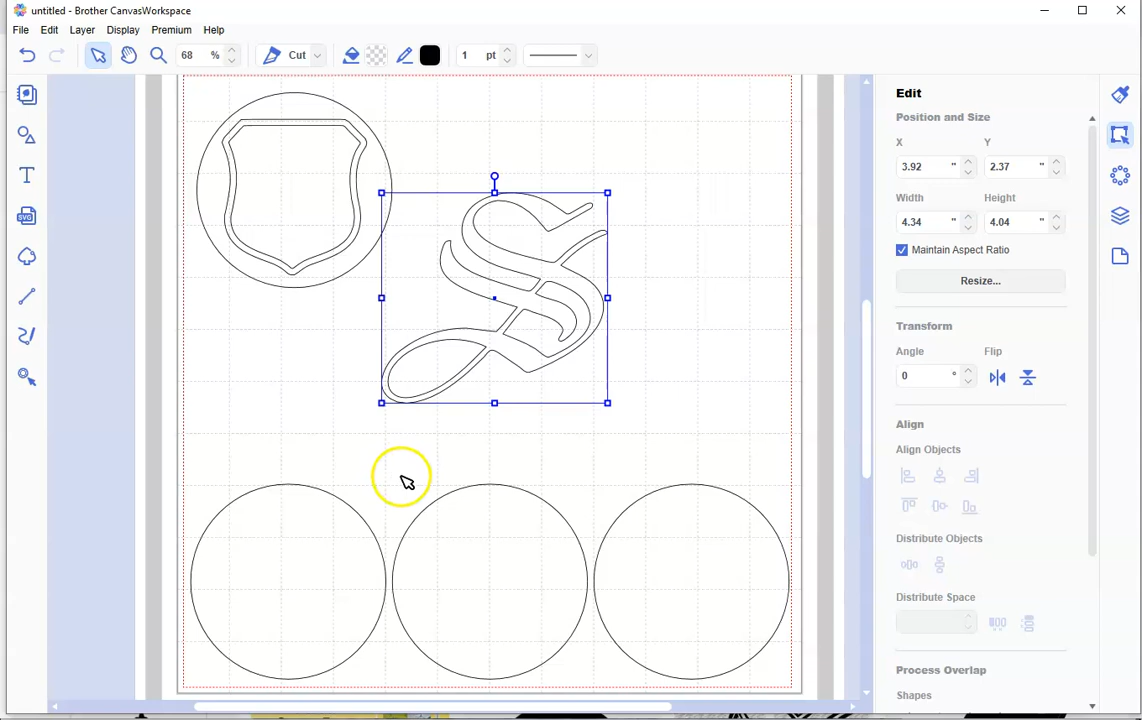 untitled - Brother CanvasWorkspace
File Edit Layer Display Premium Help
68 % Cut 1 pt
S
Edit
Position and Size
X Y
3.92 " 2.37 "
Width Height
4.34 " 4.04 "
Maintain Aspect Ratio
Resize...
Transform
Angle Flip
0 °
Align
Align Objects
Distribute Objects
Distribute Space
Process Overlap
Shapes
T
SVG